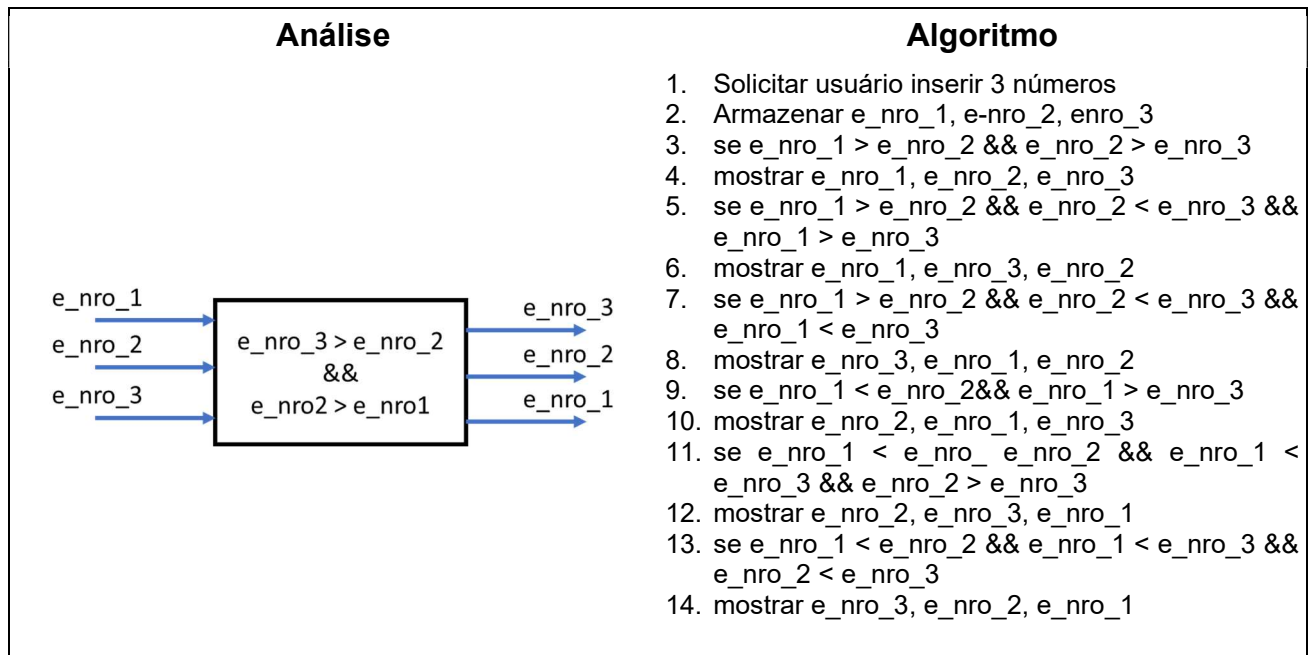 Análise
e_nro_1
e_nro_2
e_nro_3
e_nro_3 > e_nro_2
&&
e_nro2 > e_nro1
e_nro_3
e_nro_2
e_nro_1
Algoritmo
1. Solicitar usuário inserir 3 números
2. Armazenar e_nro_1, e-nro_2, enro_3
3. se e_nro_1 > e_nro_2 && e_nro_2 > e_nro_3
4. mostrar e_nro_1, e_nro_2, e_nro_3
5. se e_nro_1 > e_nro_2 && e_nro_2 < e_nro_3 &&
e_nro_1 > e_nro_3
6. mostrar e_nro_1, e_nro_3, e_nro_2
7. se e_nro_1 > e_nro_2 && e_nro_2 < e_nro_3 &&
e_nro_1 < e_nro_3
8. mostrar e_nro_3, e_nro_1, e_nro_2
9. se e_nro_1 < e_nro_2&& e_nro_1 > e_nro_3
10. mostrar e_nro_2, e_nro_1, e_nro_3
11. se e_nro_1 < e_nro_ e_nro_2 && e_nro_1 <
e_nro_3 && e_nro_2 > e_nro_3
12. mostrar e_nro_2, e_nro_3, e_nro_1
13. se e_nro_1 < e_nro_2 && e_nro_1 < e_nro_3 &&
e_nro_2 < e_nro_3
14. mostrar e_nro_3, e_nro_2, e_nro_1